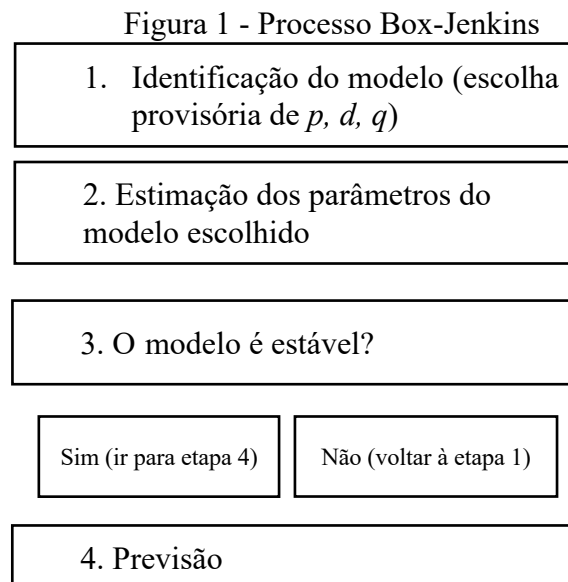 Figura 1 - Processo Box-Jenkins
1. Identificação do modelo (escolha
provisória de p, d, q)
2. Estimação dos parâmetros do
modelo escolhido
3. O modelo é estável?
Sim (ir para etapa 4)
Não (voltar à etapa 1)
4. Previsão